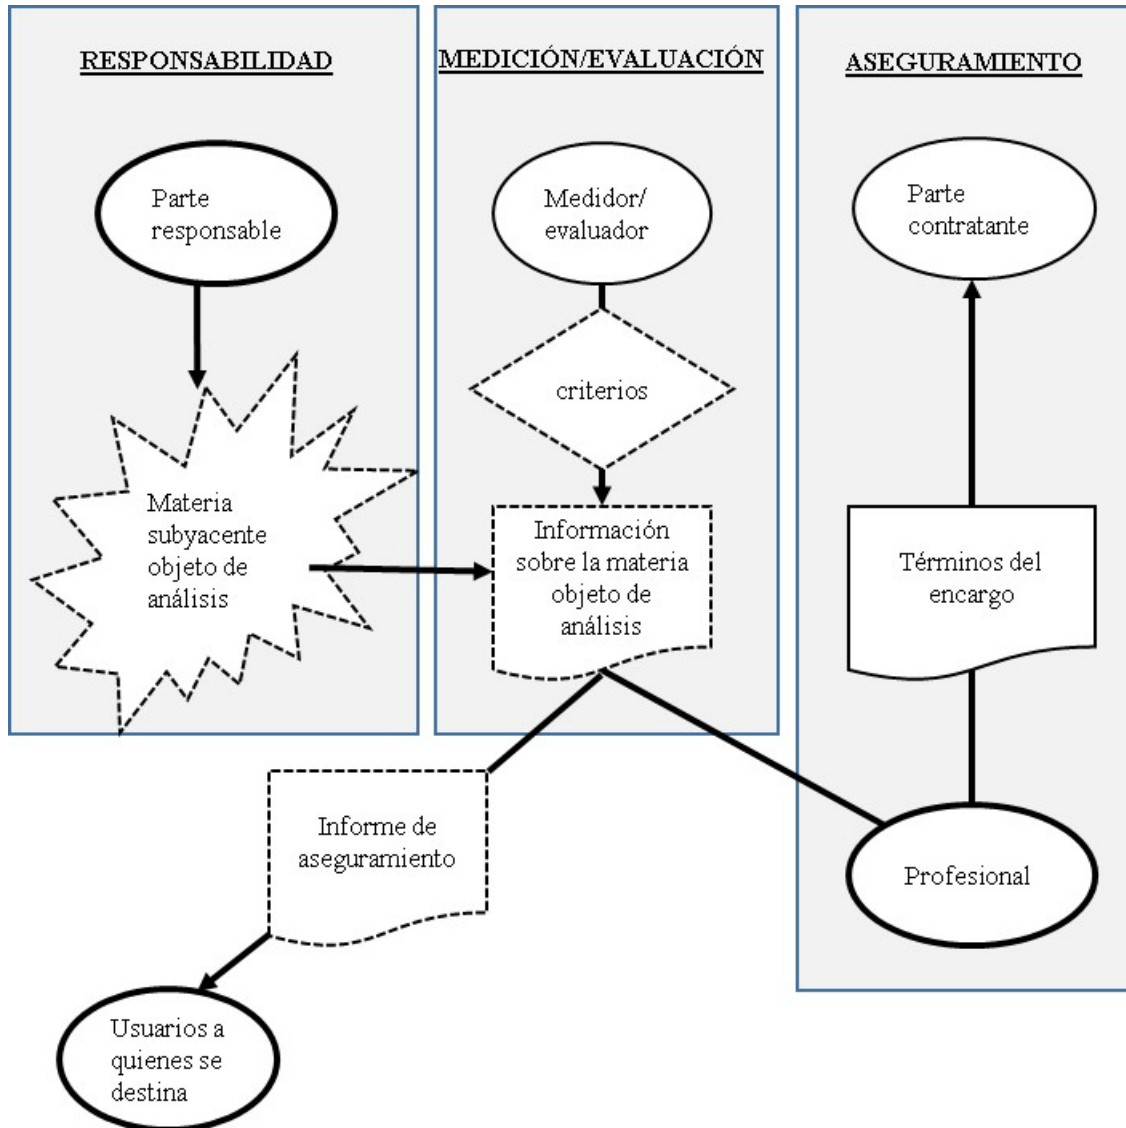 RESPONSABILIDAD
MEDICIÓN/EVALUACIÓN
ASEGURAMIENTO
Parte
responsable
Medidor/
evaluador
Parte
contratante
criterios
Materia
subyacente
objeto de
análisis
Información
sobre la materia
objeto de
análisis
Términos del
encargo
Informe de
aseguramiento
Profesional
Usuarios a
quienes se
destina